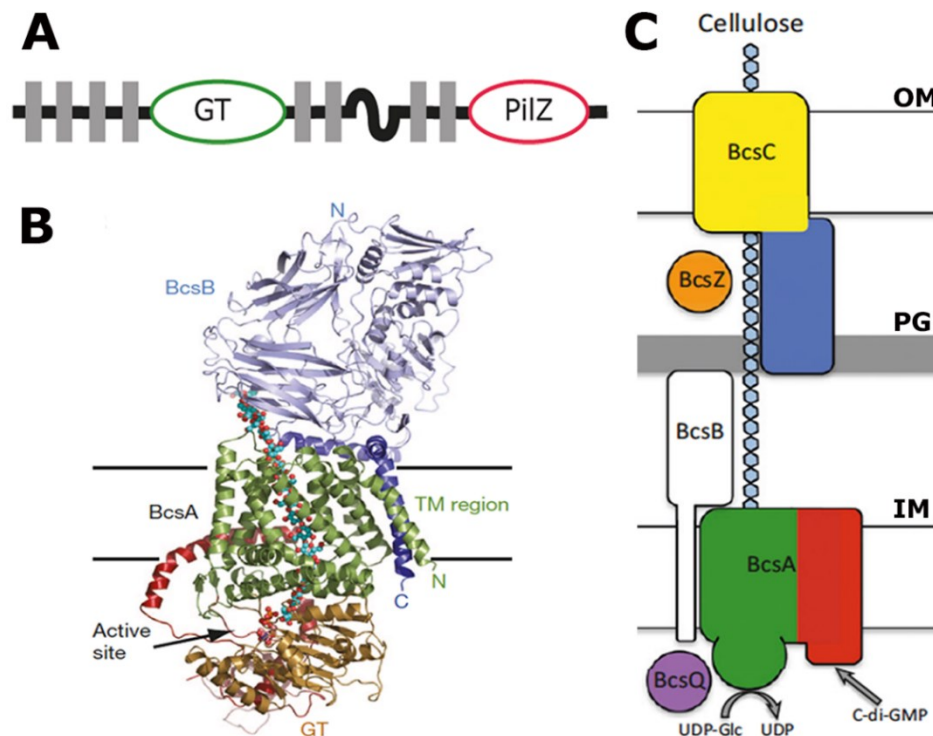 A
GT
PilZ
B
N
BcsB
BcsA
TM region
N
C
Active
site
GT
C
Cellulose
OM
BcsC
BcsZ
PG
BcsB
IM
BcsA
BcsQ
UDP-Glc
UDP
C-di-GMP